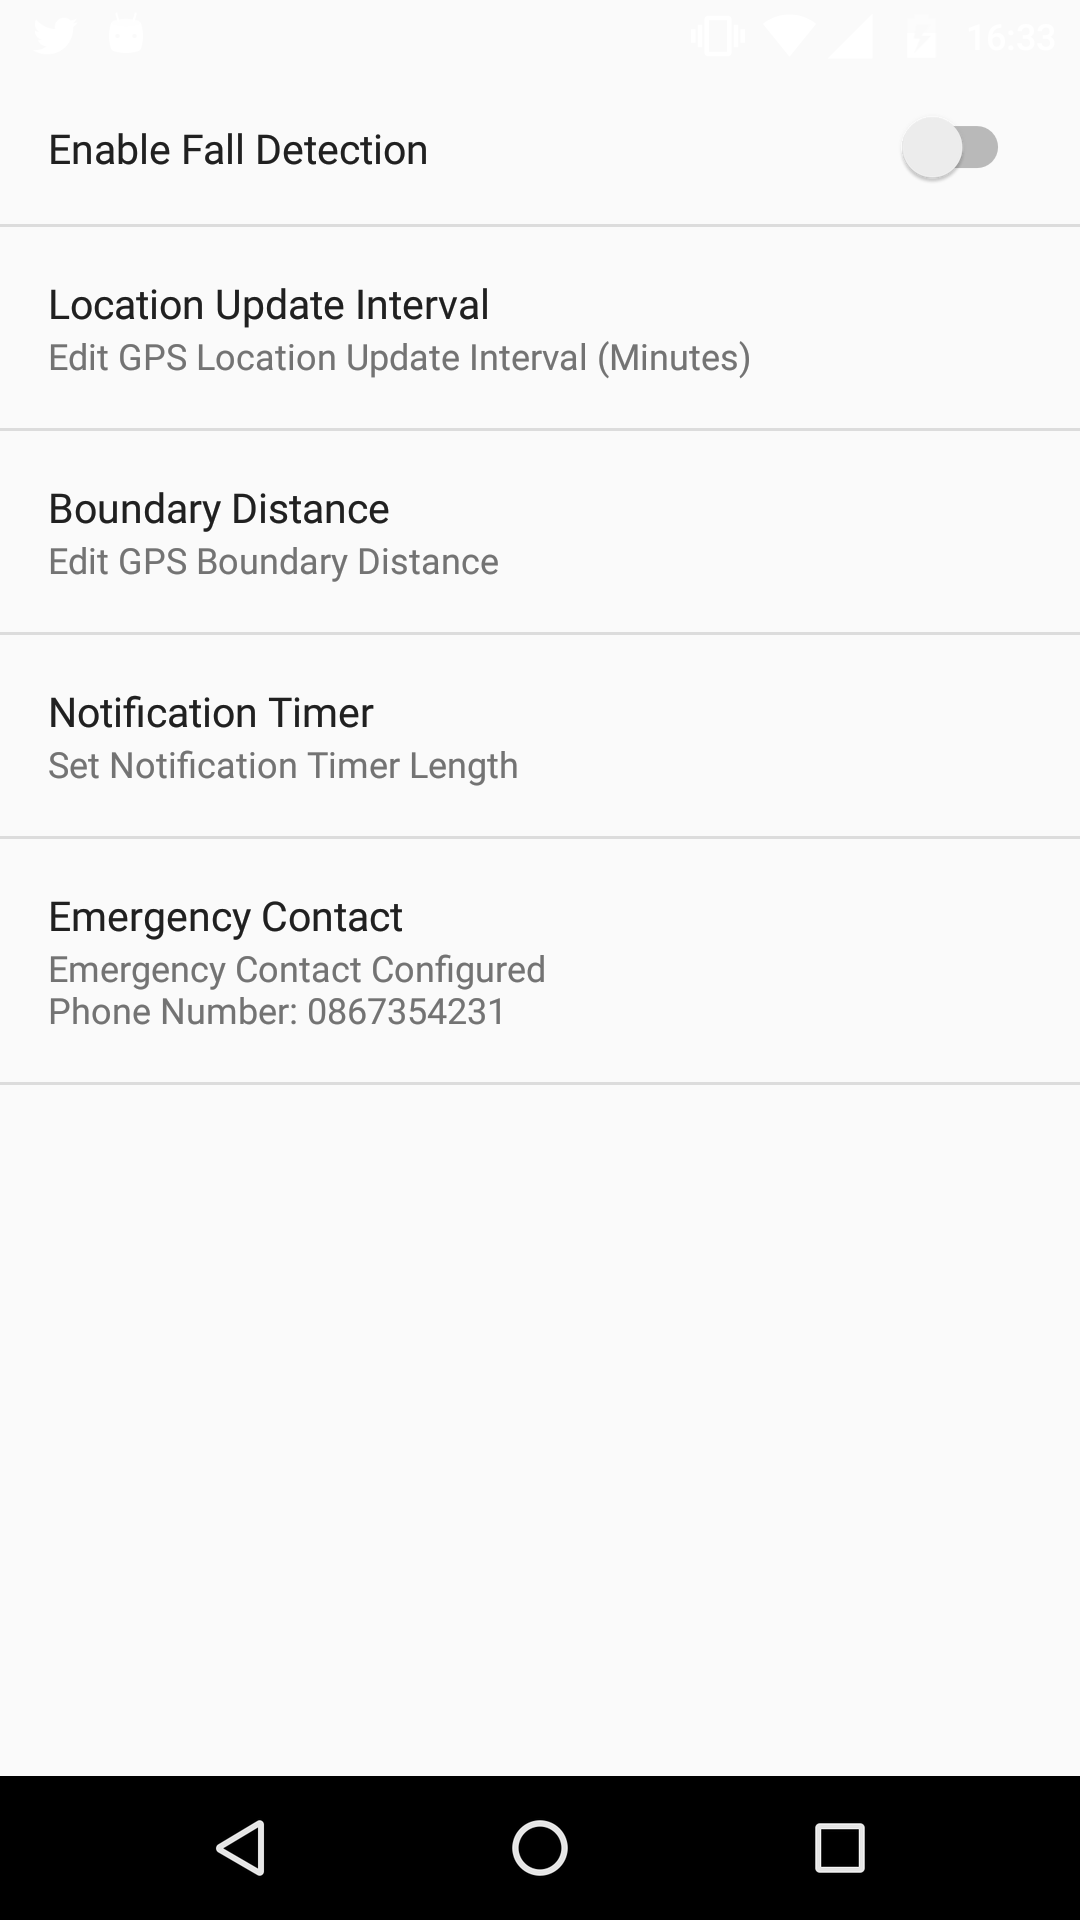 16:33
Enable Fall Detection
Location Update Interval
Edit GPS Location Update Interval (Minutes)
Boundary Distance
Edit GPS Boundary Distance
Notification Timer
Set Notification Timer Length
Emergency Contact
Emergency Contact Configured
Phone Number: 0867354231